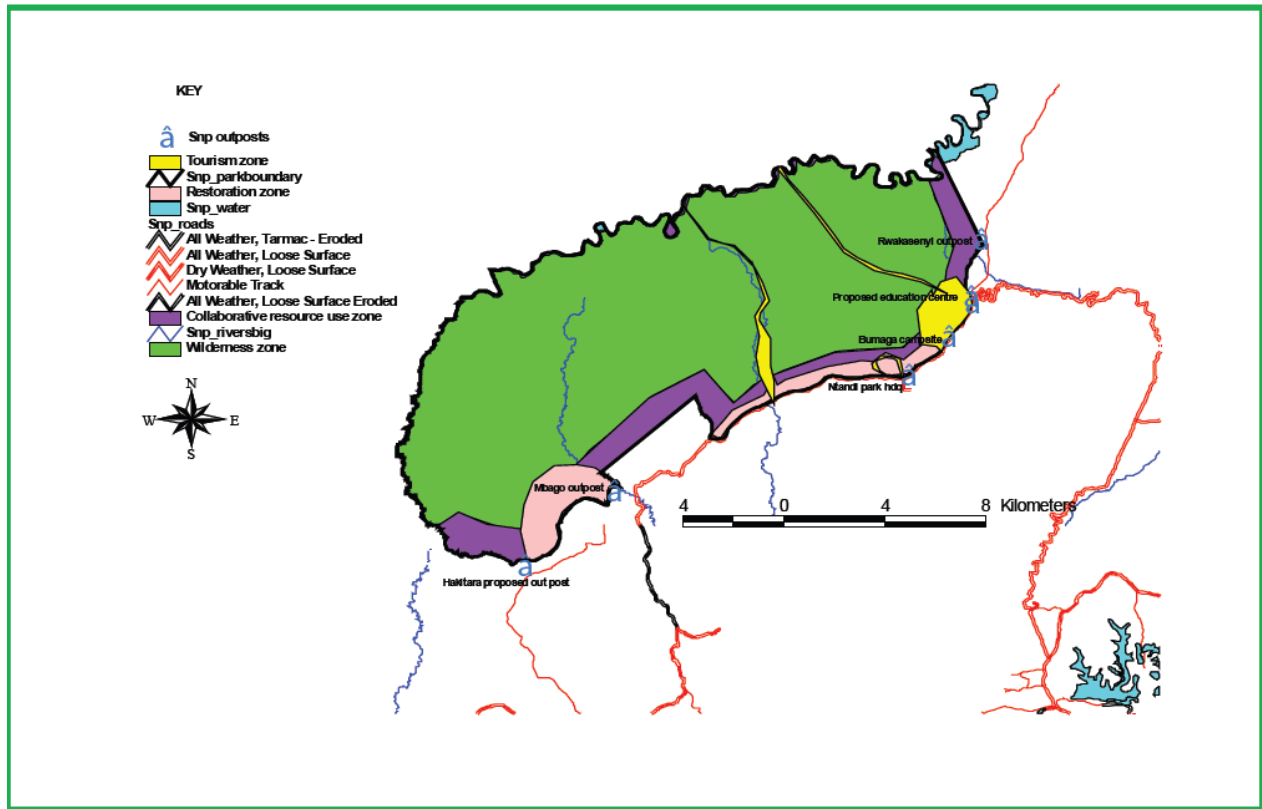 KEY
â Snp outposts
Tourism zone
Snp_parkboundary
Restoration zone
Snp_water
Snp_roads
All Weather, Tarmac - Eroded
All Weather, Loose Surface
Dry Weather, Loose Surface
Motorable Track
All Weather, Loose Surface Eroded
Collaborative resource use zone
Snp_riversbig
Wilderness zone
N
W E
S
Rwakasenyi outpost â
Proposed education centre â
Bumaga campsite â
Ntandi park hdq â
Mbago outpost â
4 0 4 8 Kilometers
â
Hakitara proposed out post